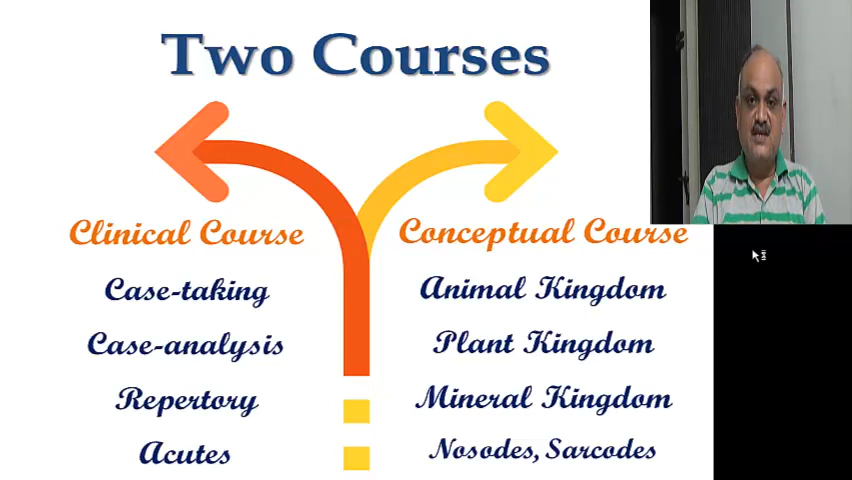 Two Courses
Clinical Course
Case-taking
Case-analysis
Repertory
Acutes
Conceptual Course
Animal Kingdom
Plant Kingdom
Mineral Kingdom
Nosodes, Sarcodes